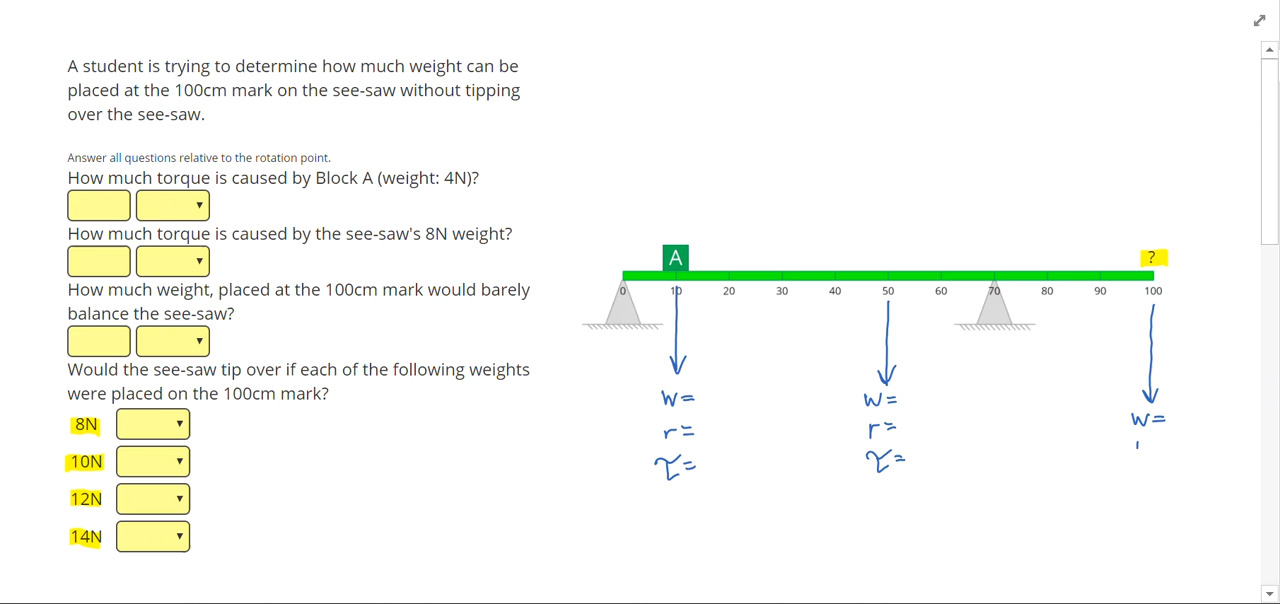 A student is trying to determine how much weight can be
placed at the 100cm mark on the see-saw without tipping
over the see-saw.
Answer all questions relative to the rotation point.
How much torque is caused by Block A (weight: 4N)?
How much torque is caused by the see-saw's 8N weight?
How much weight, placed at the 100cm mark would barely
balance the see-saw?
Would the see-saw tip over if each of the following weights
were placed on the 100cm mark?
8N
10N
12N
14N
A
?
0 10 20 30 40 50 60 70 80 90 100
w=
r=
τ=
w=
r=
τ=
w=